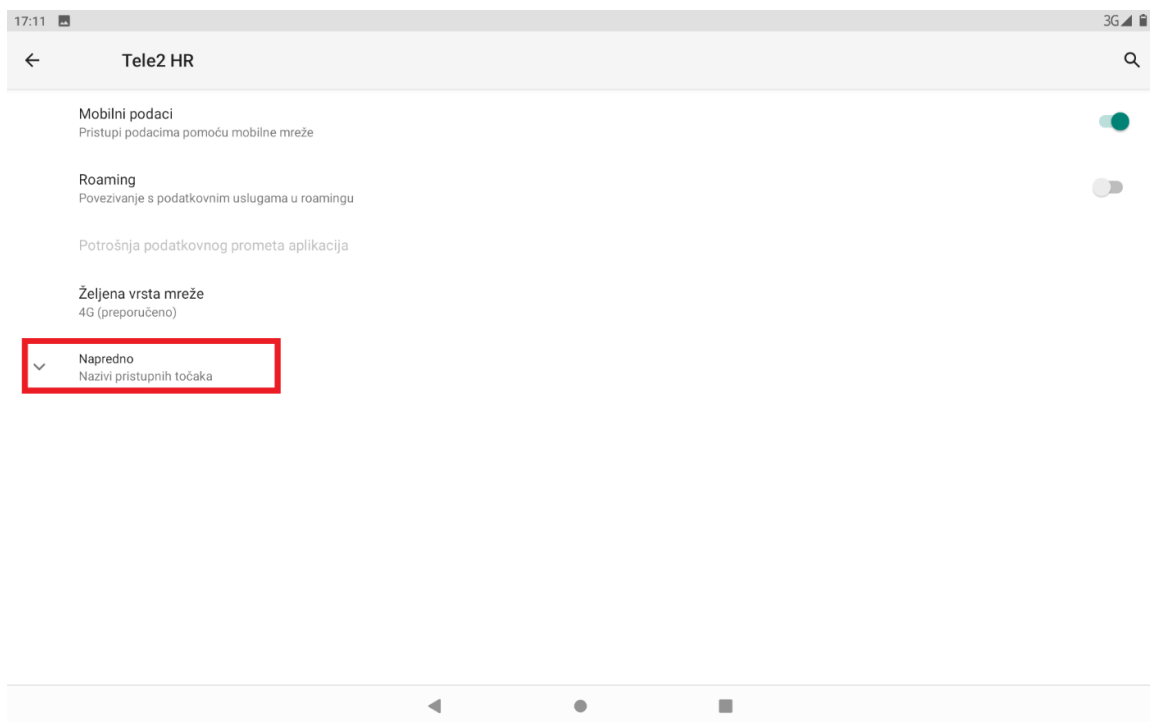 17:11
3G
Tele2 HR
Mobilni podaci
Pristupi podacima pomoću mobilne mreže
Roaming
Povezivanje s podatkovnim uslugama u roamingu
Potrošnja podatkovnog prometa aplikacija
Željena vrsta mreže
4G (preporučeno)
Napredno
Nazivi pristupnih točaka